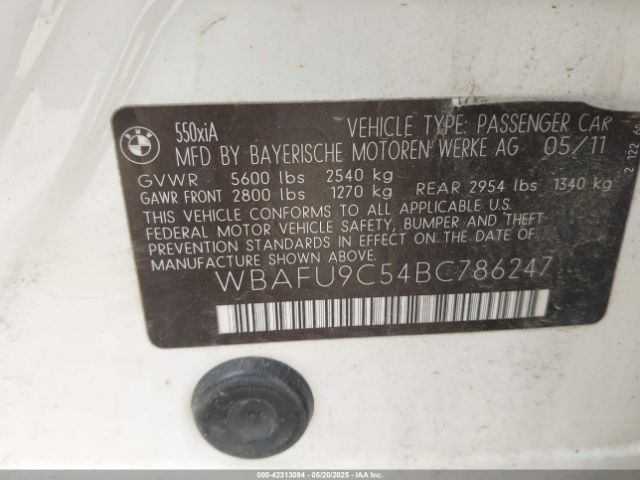 BMW
550xiA VEHICLE TYPE: PASSENGER CAR
MFD BY BAYERISCHE MOTOREN WERKE AG 05/11
GVWR 5600 lbs 2540 kg
GAWR FRONT 2800 lbs 1270 kg REAR 2954 lbs 1340 kg
THIS VEHICLE CONFORMS TO ALL APPLICABLE U.S.
FEDERAL MOTOR VEHICLE SAFETY, BUMPER AND THEFT
PREVENTION STANDARDS IN EFFECT ON THE DATE OF
MANUFACTURE SHOWN ABOVE.
WBAFU9C54BC786247
000-42313094 - 05/20/2025 - IAAI.COM